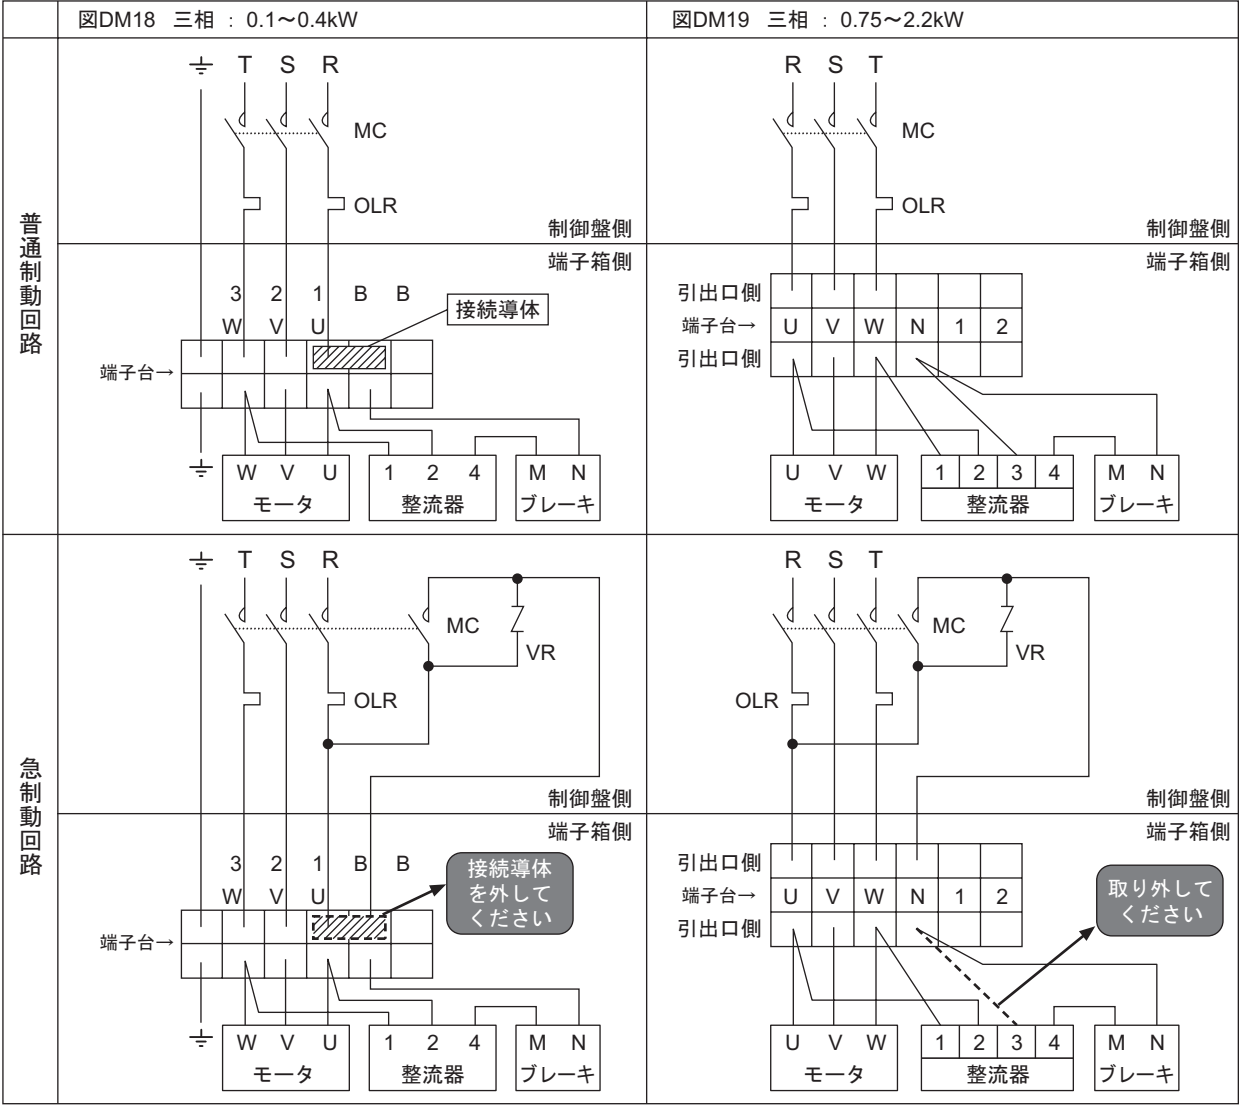 図DM18 三相 : 0.1～0.4kW
図DM19 三相 : 0.75～2.2kW
普通制動回路
T S R
MC
OLR
制御盤側
端子箱側
3 2 1 B B
W V U
接続導体
端子台→
W V U
モータ
1 2 4
整流器
M N
ブレーキ
R S T
MC
OLR
制御盤側
端子箱側
引出口側
端子台→ U V W N 1 2
引出口側
U V W
モータ
1 2 3 4
整流器
M N
ブレーキ
急制動回路
T S R
MC
VR
OLR
制御盤側
端子箱側
3 2 1 B B
W V U
接続導体
を外して
ください
端子台→
W V U
モータ
1 2 4
整流器
M N
ブレーキ
R S T
MC
VR
OLR
制御盤側
端子箱側
引出口側
端子台→ U V W N 1 2
引出口側
取り外して
ください
U V W
モータ
1 2 3 4
整流器
M N
ブレーキ